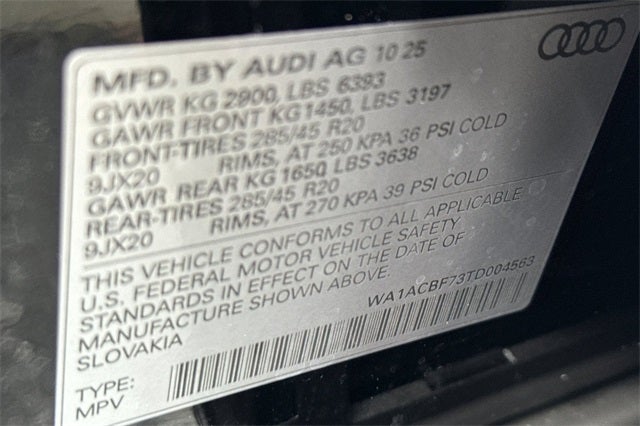 MFD. BY AUDI AG 10 25
GVWR KG 2900, LBS 6393
GAWR FRONT KG1450, LBS 3197
FRONT-TIRES 285/45 R20
9JX20 RIMS, AT 250 KPA 36 PSI COLD
GAWR REAR KG 1650 LBS 3638
REAR-TIRES 285/45 R20
9JX20 RIMS, AT 270 KPA 39 PSI COLD
THIS VEHICLE CONFORMS TO ALL APPLICABLE
U.S. FEDERAL MOTOR VEHICLE SAFETY
STANDARDS IN EFFECT ON THE DATE OF
MANUFACTURE SHOWN ABOVE.
SLOVAKIA
WA1ACBF73TD004563
TYPE:
MPV